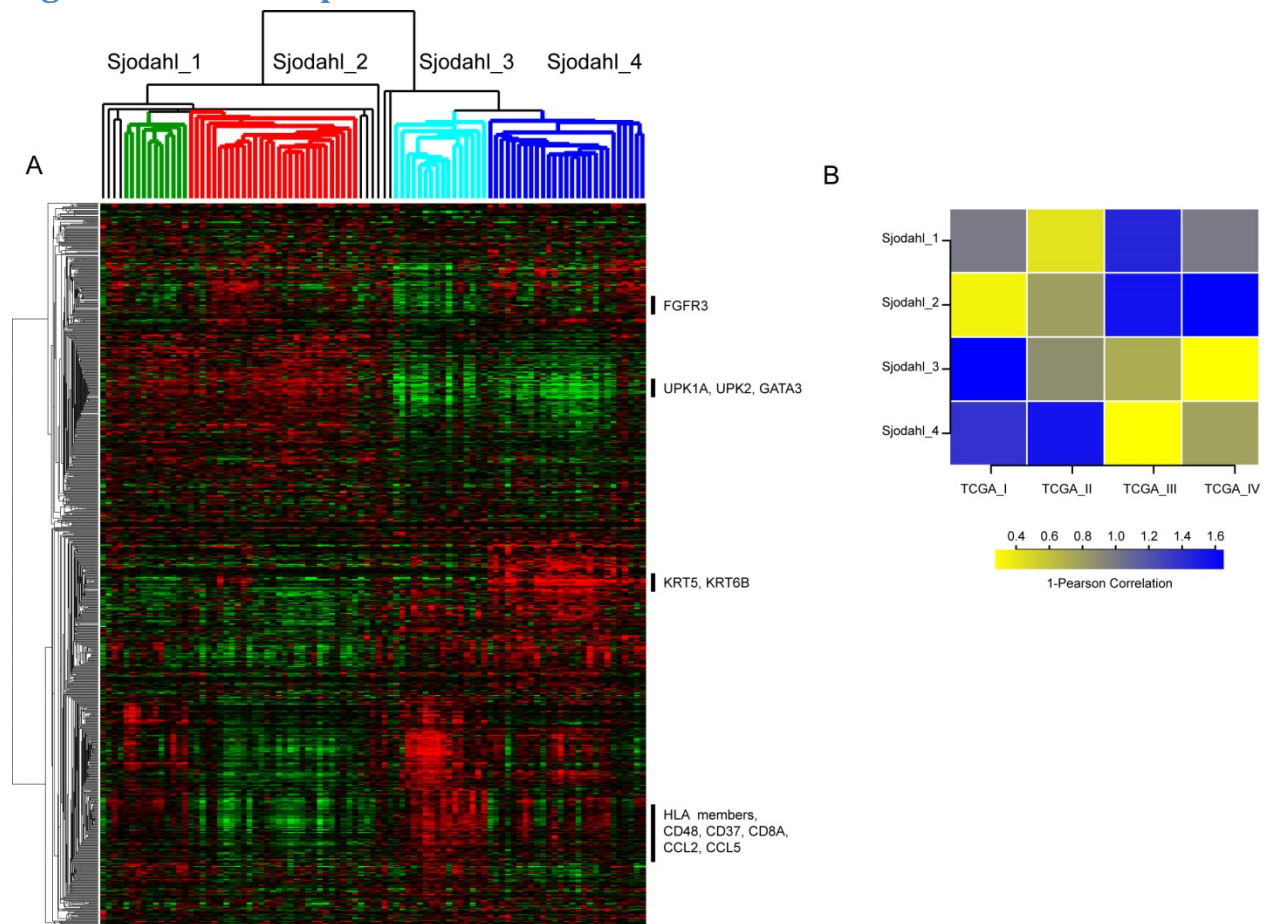 Sjodahl_1 Sjodahl_2 Sjodahl_3 Sjodahl_4
A
FGFR3
UPK1A, UPK2, GATA3
KRT5, KRT6B
HLA members,
CD48, CD37, CD8A,
CCL2, CCL5
B
Sjodahl_1
Sjodahl_2
Sjodahl_3
Sjodahl_4
TCGA_I TCGA_II TCGA_III TCGA_IV
0.4 0.6 0.8 1.0 1.2 1.4 1.6
1-Pearson Correlation